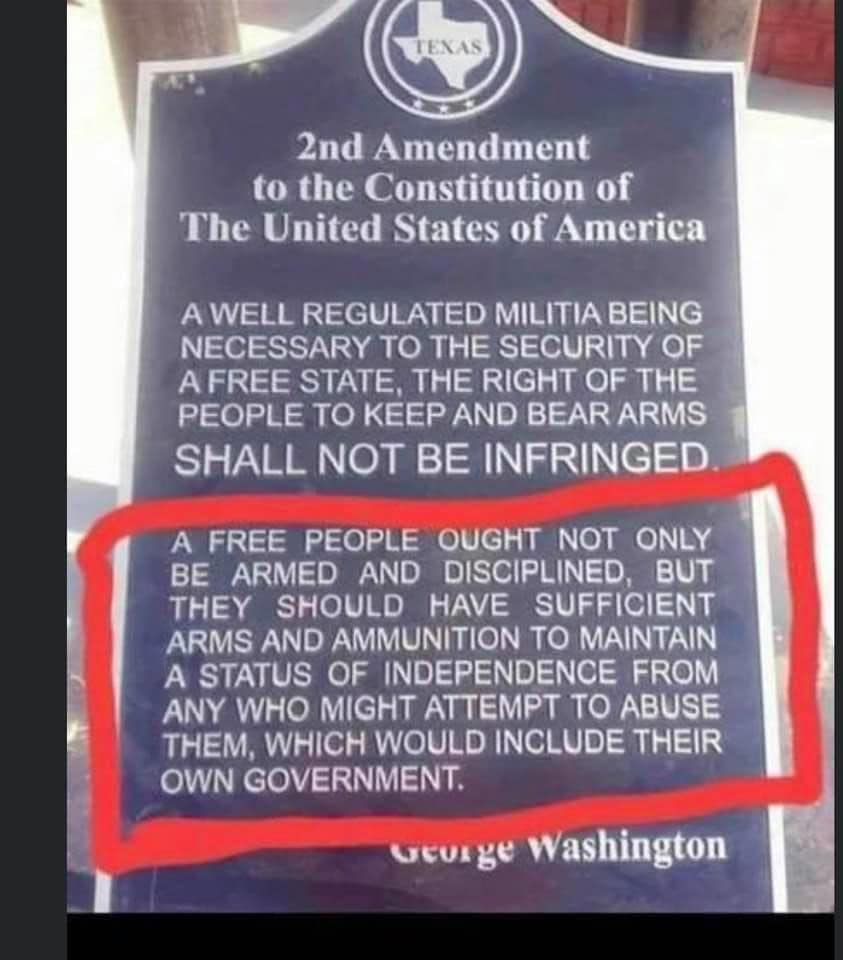 TEXAS
2nd Amendment
to the Constitution of
The United States of America
A WELL REGULATED MILITIA BEING
NECESSARY TO THE SECURITY OF
A FREE STATE, THE RIGHT OF THE
PEOPLE TO KEEP AND BEAR ARMS
SHALL NOT BE INFRINGED.
A FREE PEOPLE OUGHT NOT ONLY
BE ARMED AND DISCIPLINED, BUT
THEY SHOULD HAVE SUFFICIENT
ARMS AND AMMUNITION TO MAINTAIN
A STATUS OF INDEPENDENCE FROM
ANY WHO MIGHT ATTEMPT TO ABUSE
THEM, WHICH WOULD INCLUDE THEIR
OWN GOVERNMENT.
George Washington